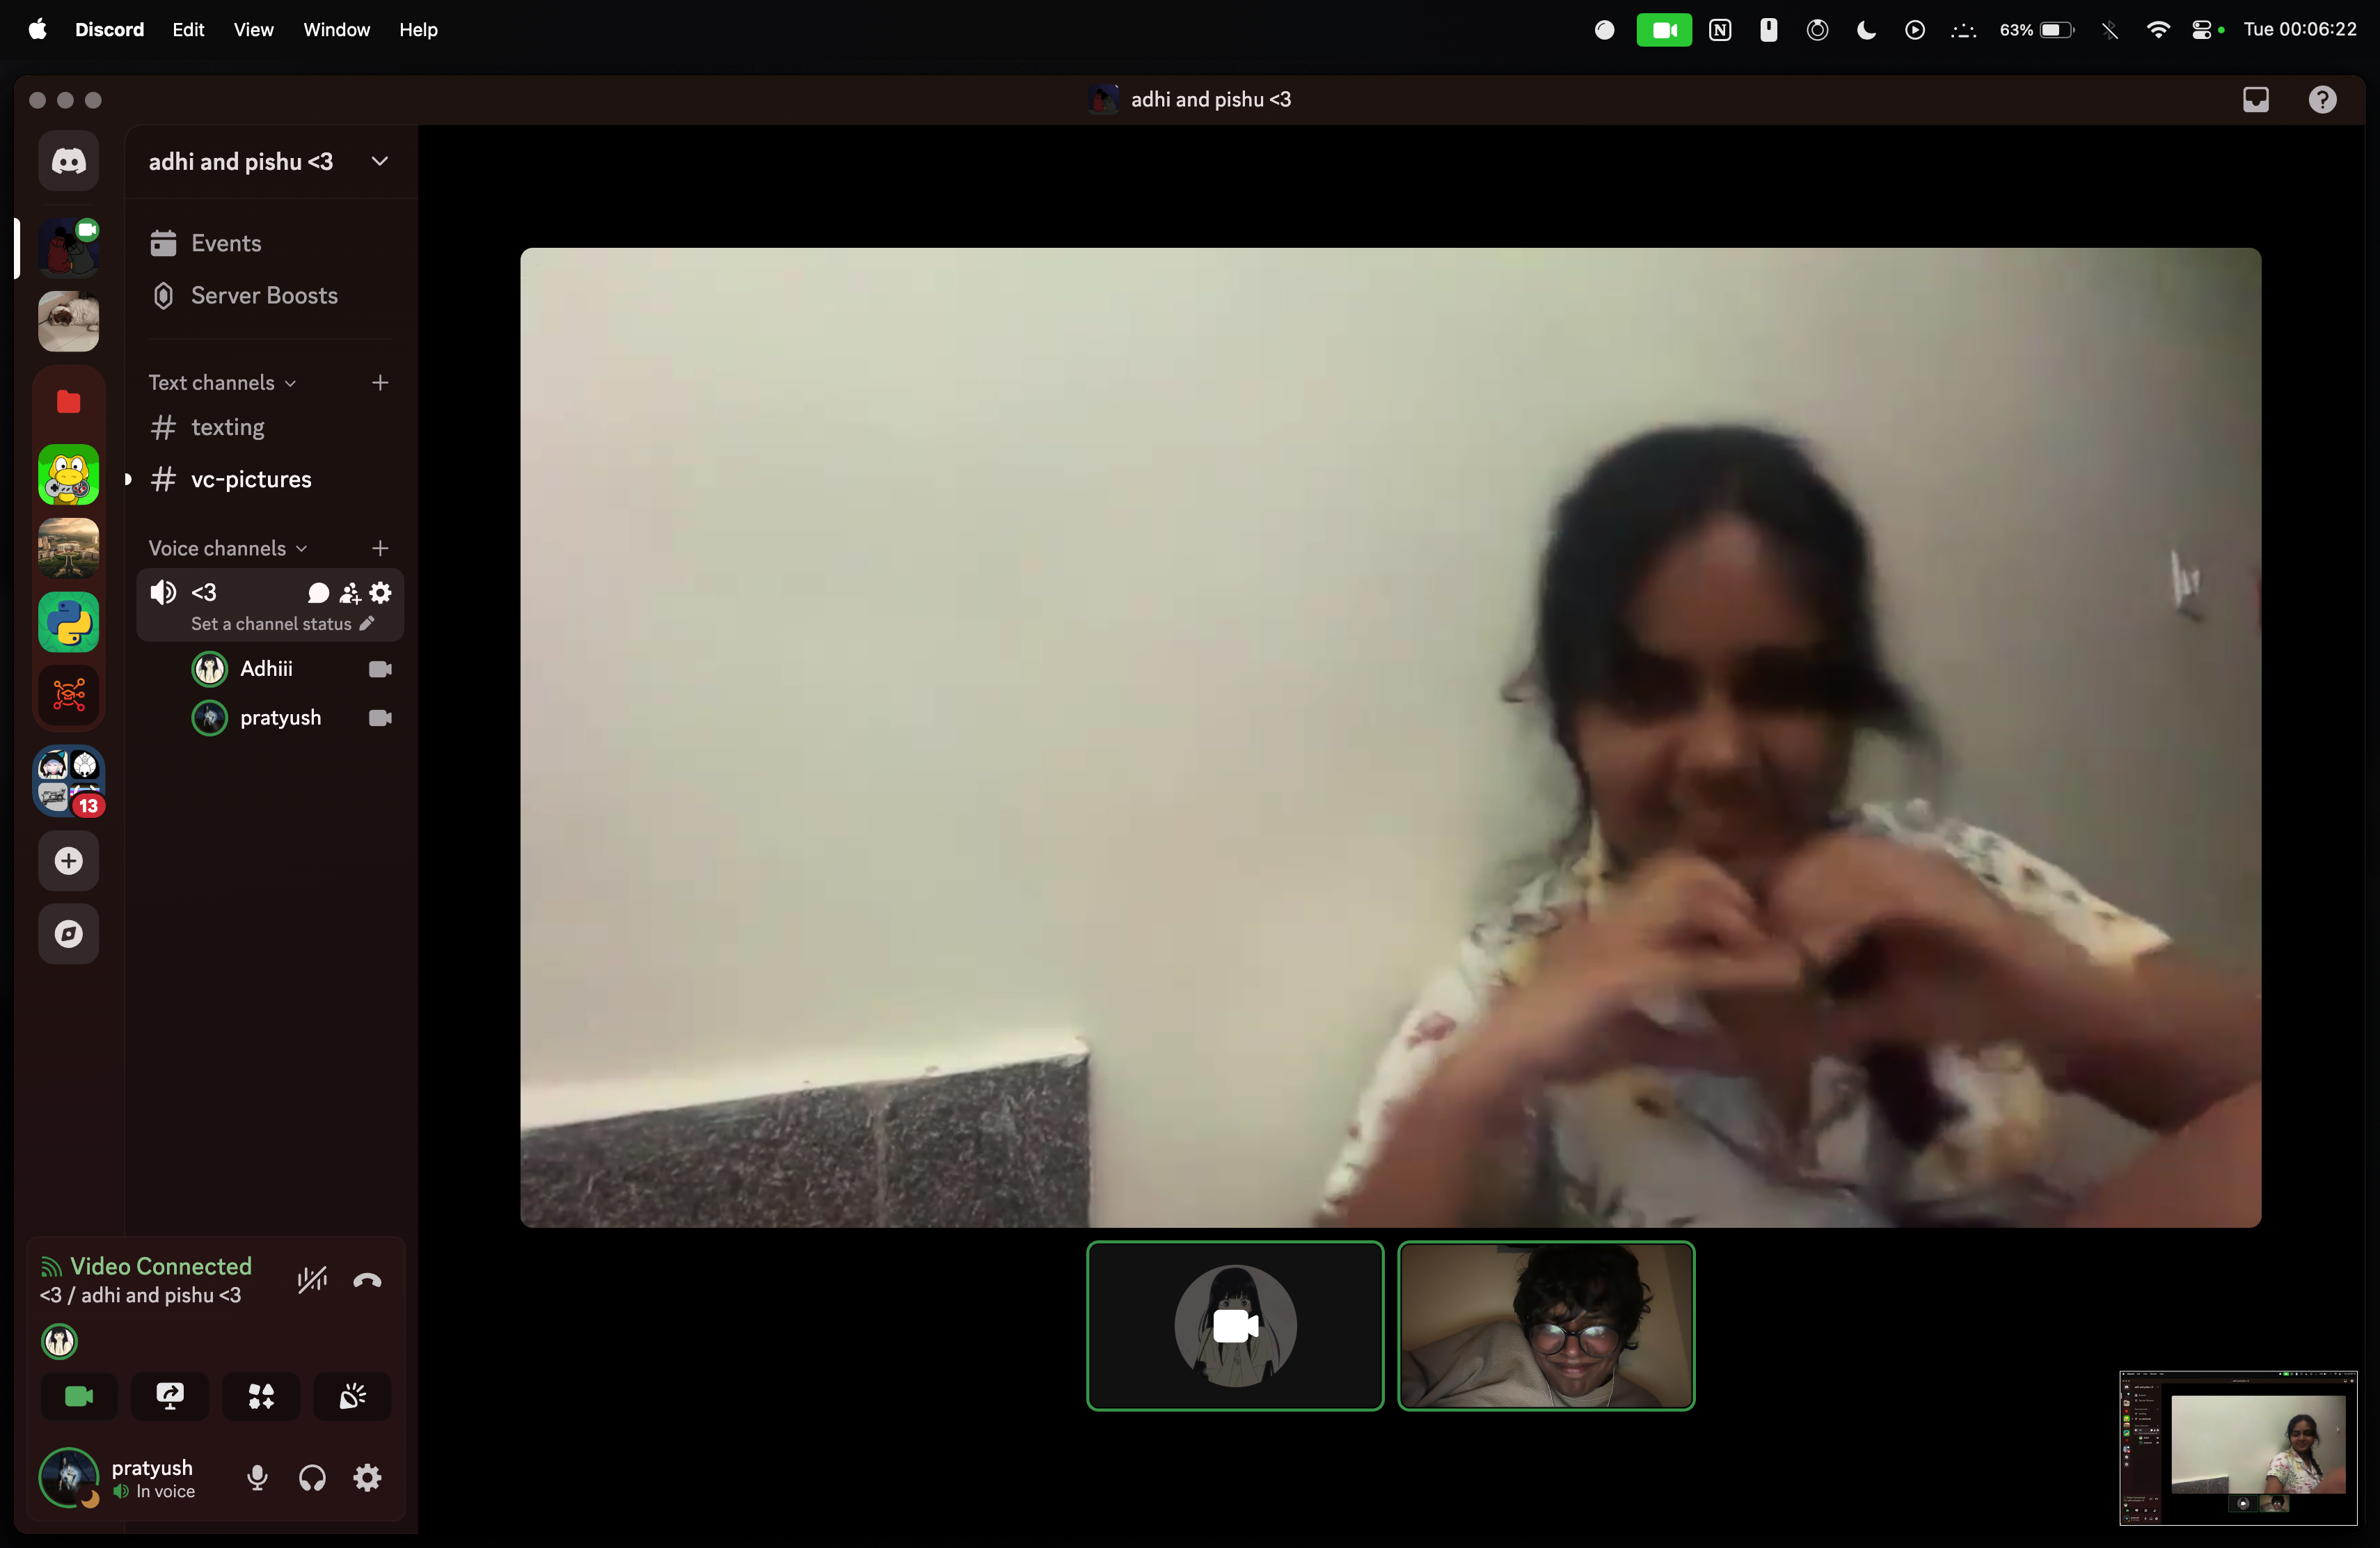 Discord Edit View Window Help
63% Tue 00:06:22
adhi and pishu <3
adhi and pishu <3
Events
Server Boosts
Text channels
# texting
# vc-pictures
Voice channels
<3
Set a channel status
Adhiii
pratyush
13
Video Connected
<3 / adhi and pishu <3
pratyush
In voice